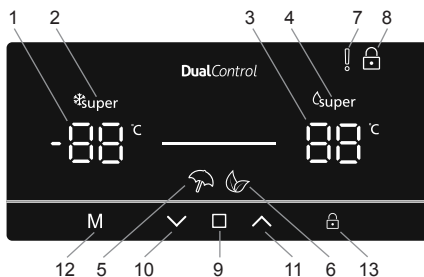 1 2 3 4 7 8
DualControl
super super
-88 °C 88 °C
M
12 5 10 9 11 6 13